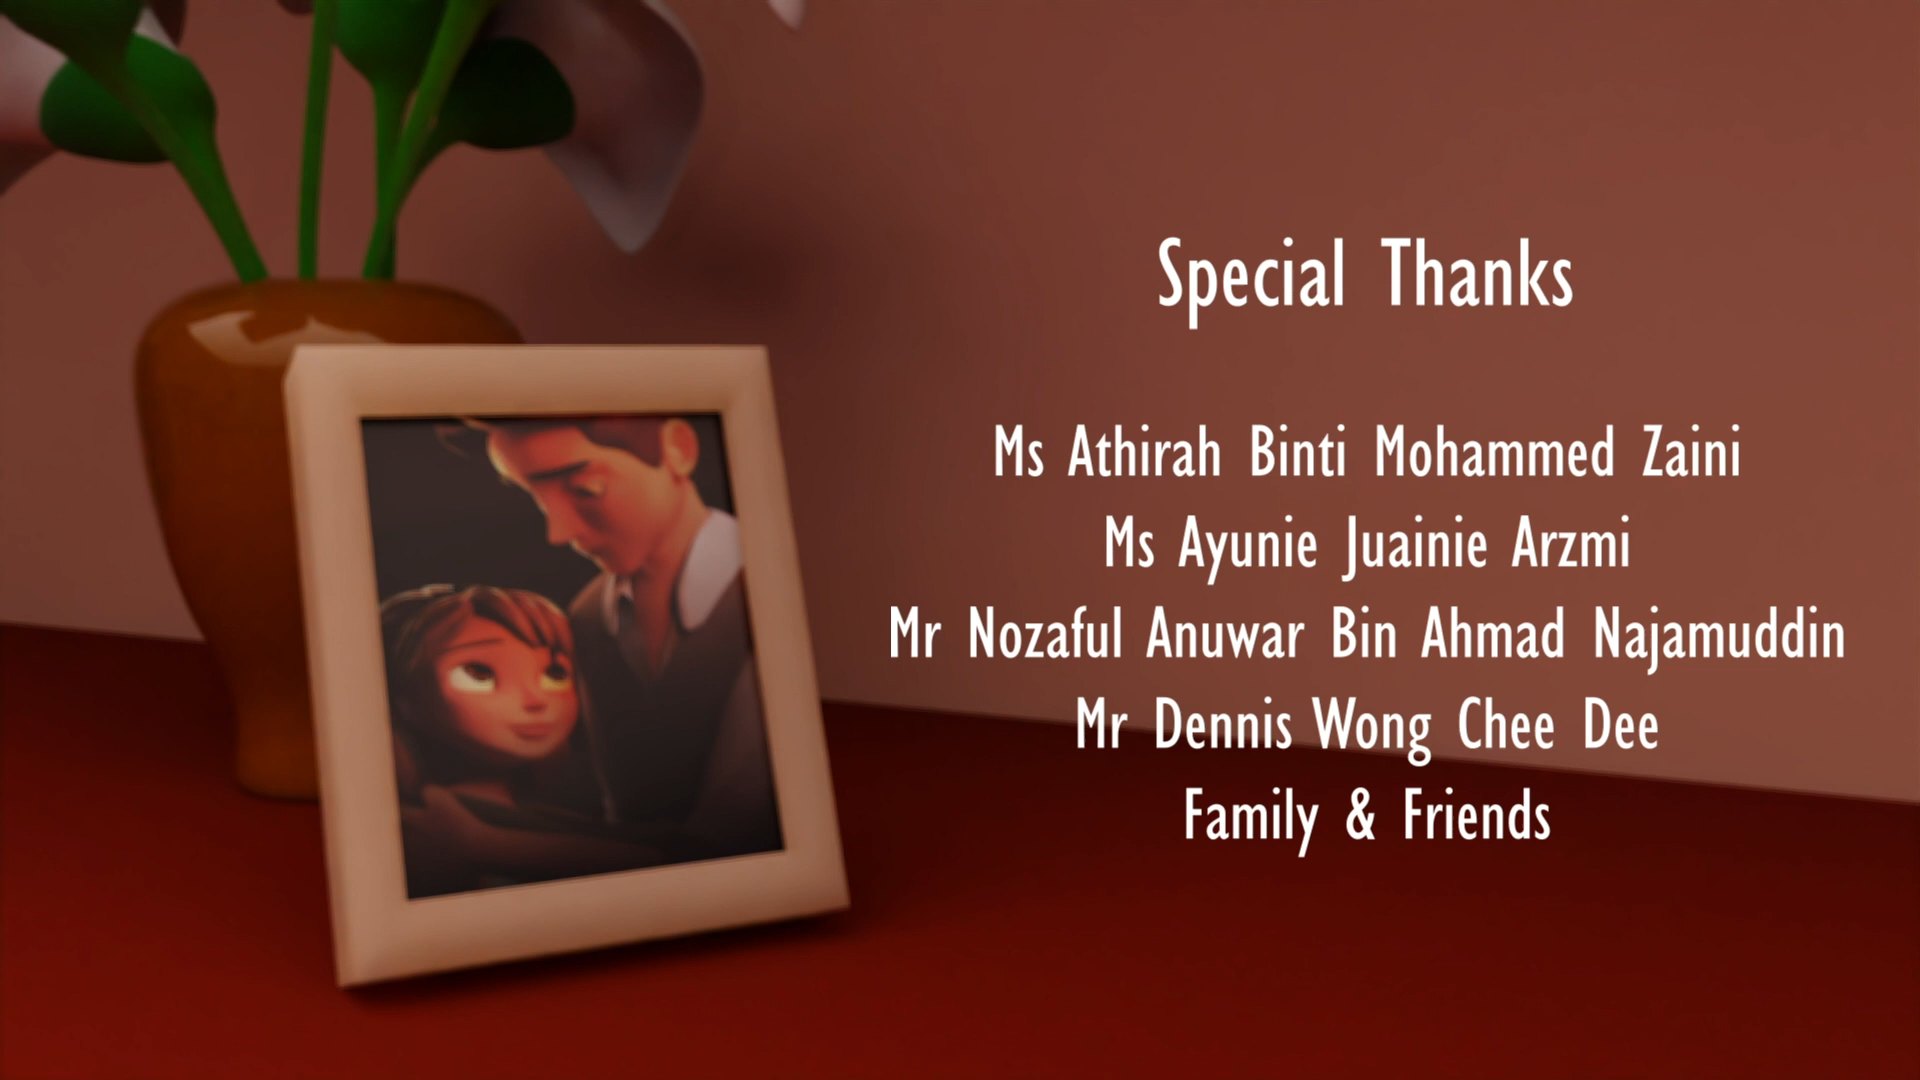 Special Thanks
Ms Athirah Binti Mohammed Zaini
Ms Ayunie Juainie Arzmi
Mr Nozaful Anuwar Bin Ahmad Najamuddin
Mr Dennis Wong Chee Dee
Family & Friends